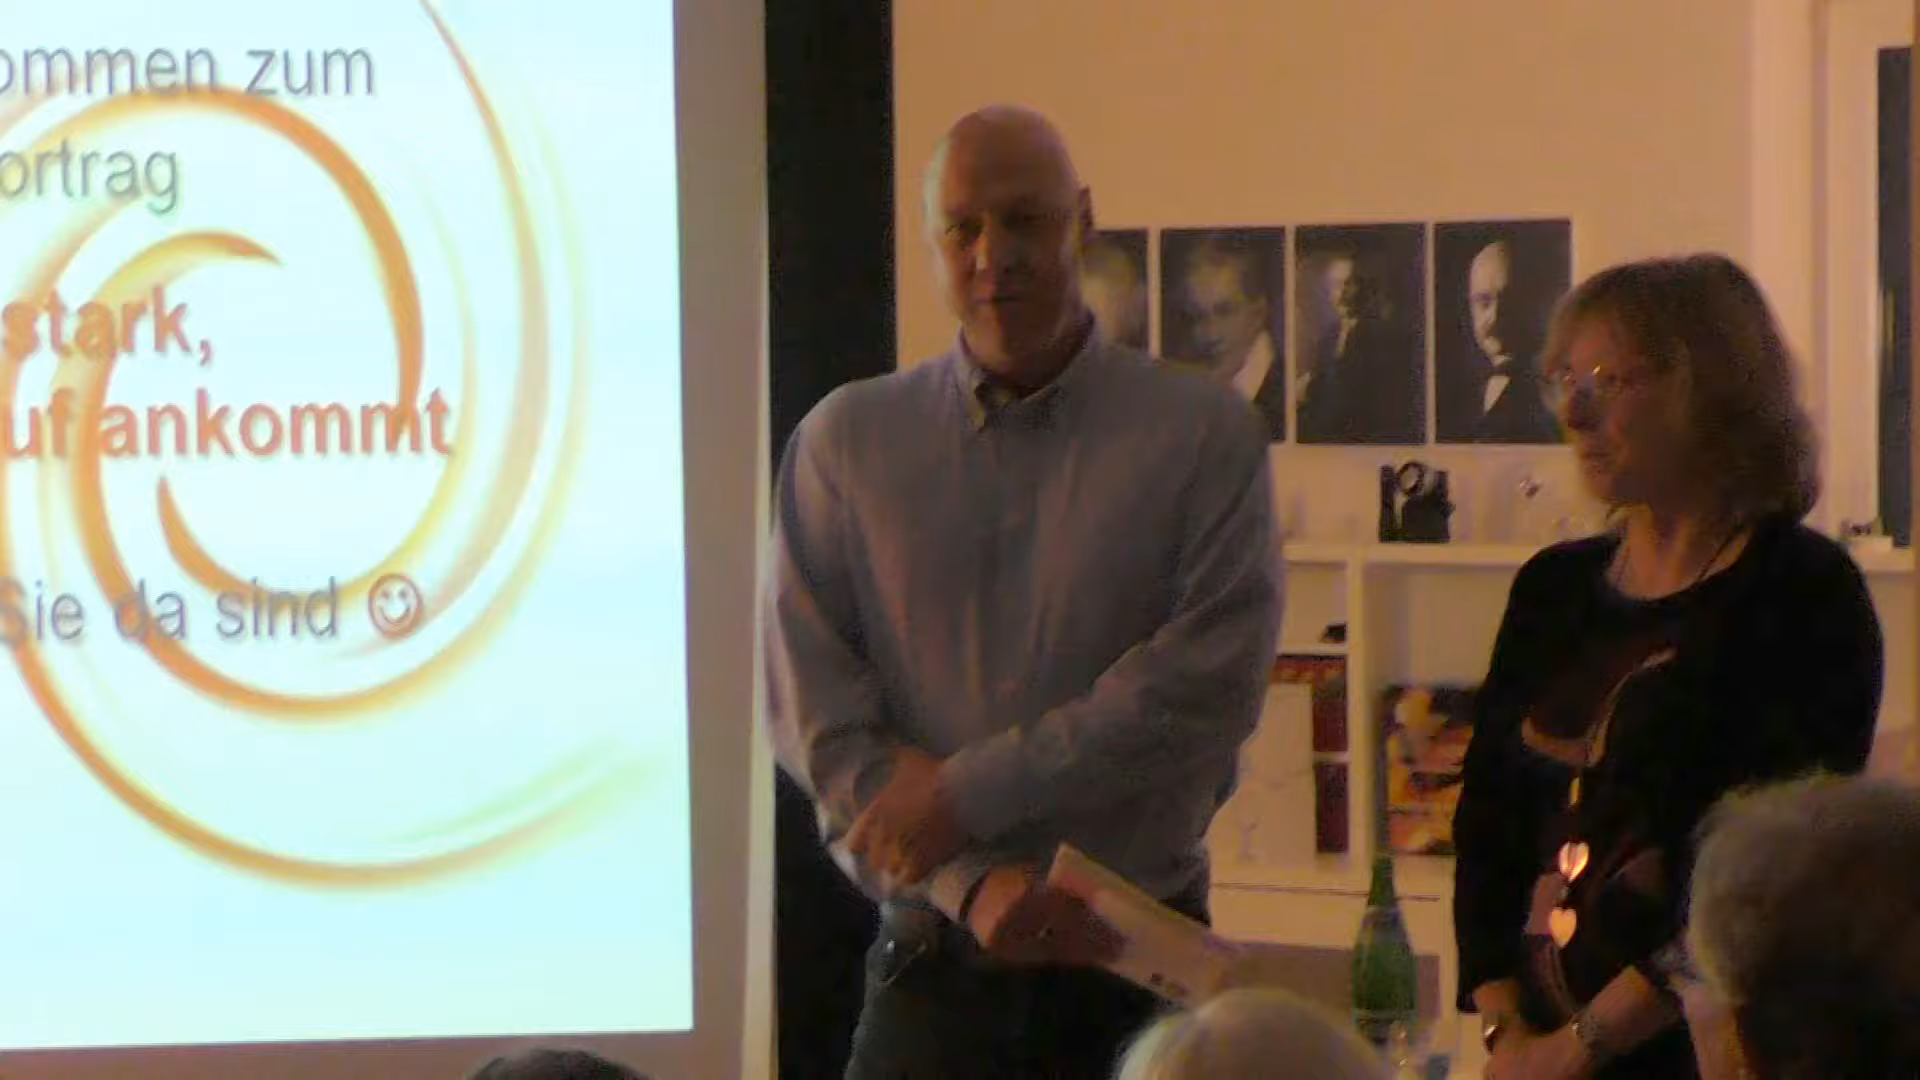 ommen zum
ortrag
stark,
uf ankommt
Sie da sind ☺